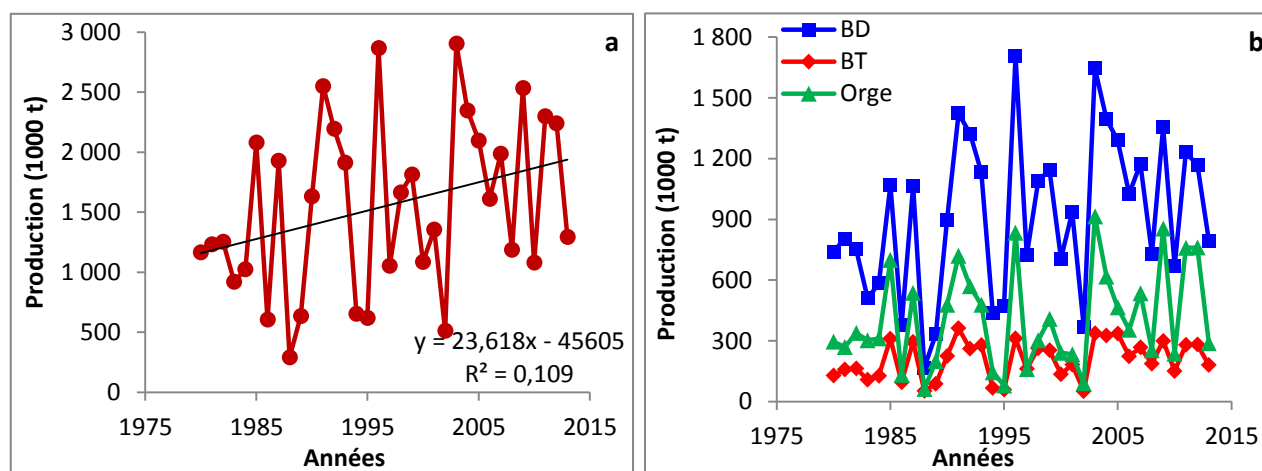 a
Production (1000 t)
3 000
2 500
2 000
1 500
1 000
500
0
y = 23,618x - 45605
R² = 0,109
1975
1985
1995
2005
2015
Années
b
BD
BT
Orge
Production (1000 t)
1 800
1 500
1 200
900
600
300
0
1975
1985
1995
2005
2015
Années